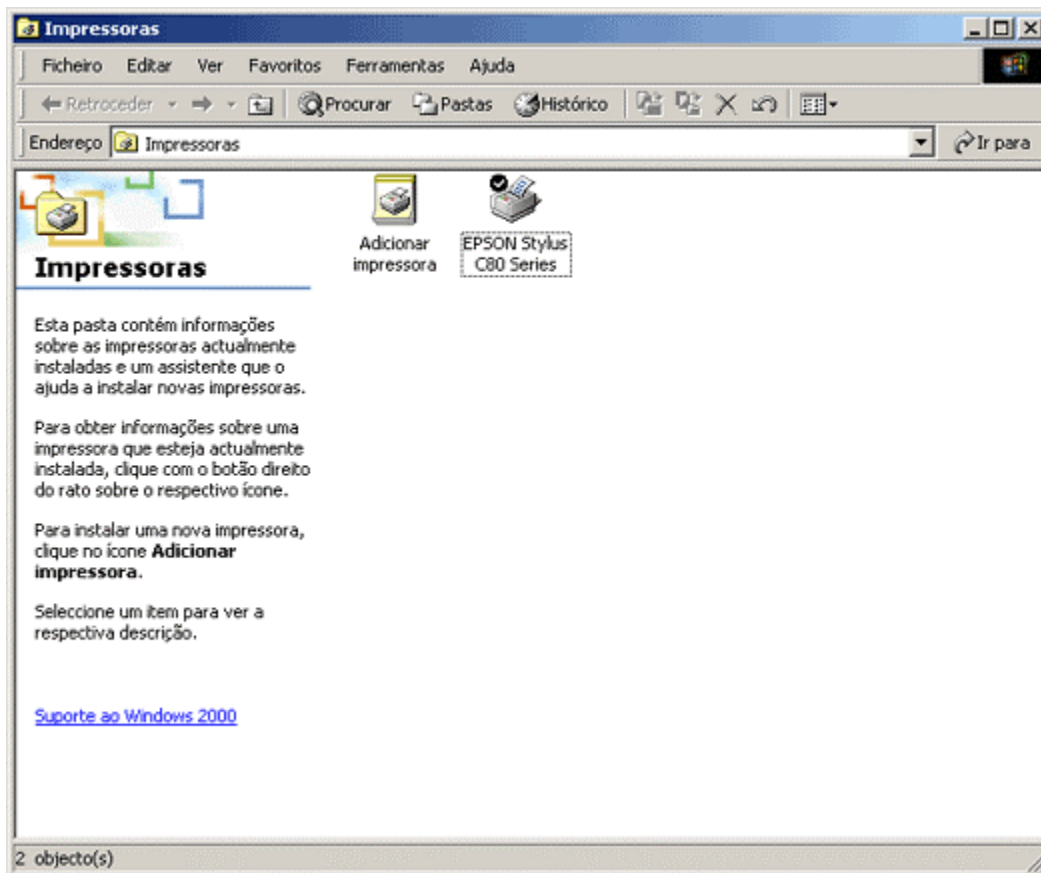 Impressoras
Ficheiro Editar Ver Favoritos Ferramentas Ajuda
Retroceder Procurar Pastas Histórico
Endereço Impressoras Ir para
Impressoras
Esta pasta contém informações
sobre as impressoras actualmente
instaladas e um assistente que o
ajuda a instalar novas impressoras.
Para obter informações sobre uma
impressora que esteja actualmente
instalada, clique com o botão direito
do rato sobre o respectivo ícone.
Para instalar uma nova impressora,
clique no ícone Adicionar
impressora.
Seleccione um item para ver a
respectiva descrição.
Suporte ao Windows 2000
Adicionar
impressora
EPSON Stylus
C80 Series
2 objecto(s)